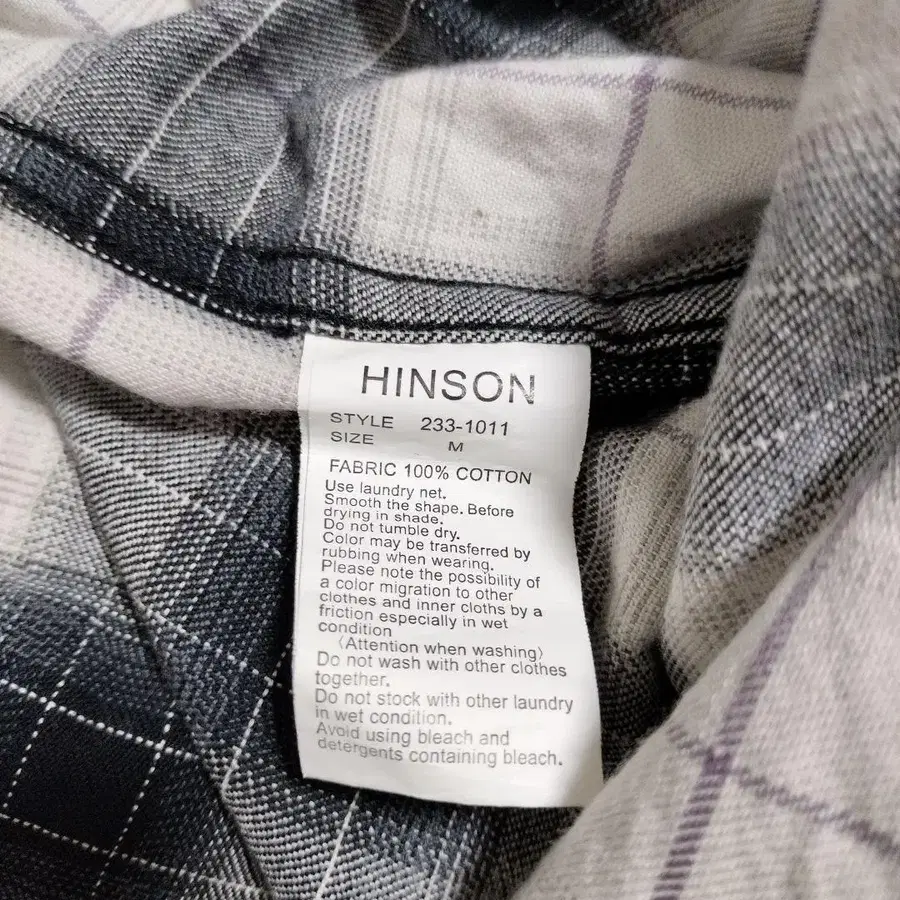 HINSON
STYLE 233-1011
SIZE M
FABRIC 100% COTTON
Use laundry net.
Smooth the shape. Before
drying in shade.
Do not tumble dry.
Color may be transferred by
rubbing when wearing.
Please note the possibility of
a color migration to other
clothes and inner cloths by a
friction especially in wet
condition
〈Attention when washing〉
Do not wash with other clothes
together.
Do not stock with other laundry
in wet condition.
Avoid using bleach and
detergents containing bleach.